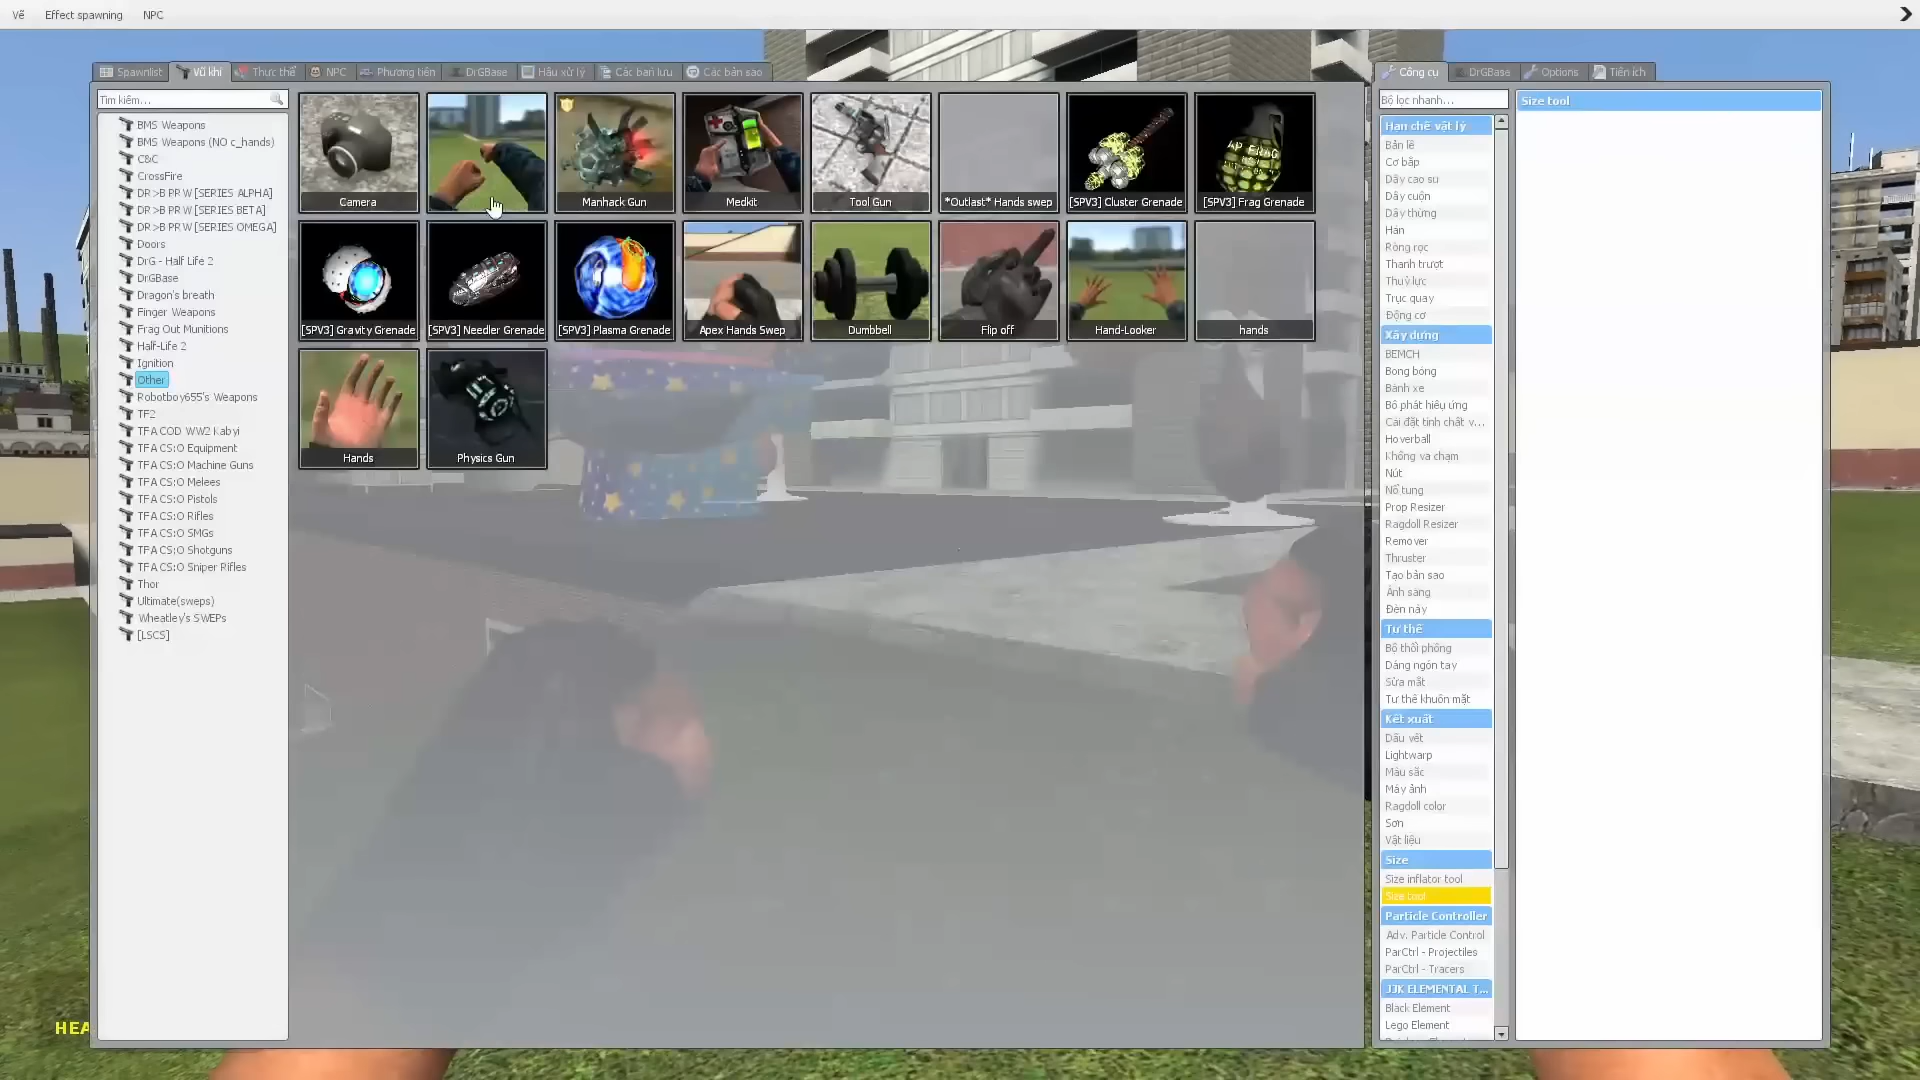 Vẽ
Effect spawning
NPC
Spawnlist
Vũ khí
Thực thể
NPC
Phương tiện
DrGBase
Hậu xử lý
Các bài lưu
Các bản sao
Công cụ
DrGBase
Options
Tiện ích
Tìm kiếm...
BMS Weapons
BMS Weapons (NO c_hands)
C&C
CrossFire
DR >B PR W [SERIES ALPHA]
DR >B PR W [SERIES BETA]
DR >B PR W [SERIES OMEGA]
Doors
DrG - Half Life 2
DrGBase
Dragon's breath
Finger Weapons
Frag Out Munitions
Half-Life 2
Ignition
Other
Robotboy655's Weapons
TF2
TFA COD WW2 Kabyi
TFA CS:O Equipment
TFA CS:O Machine Guns
TFA CS:O Melees
TFA CS:O Pistols
TFA CS:O Rifles
TFA CS:O SMGs
TFA CS:O Shotguns
TFA CS:O Sniper Rifles
Thor
Ultimate(sweps)
Wheatley's SWEPs
[LSCS]
Camera
Manhack Gun
Medkit
Tool Gun
*Outlast* Hands swep
[SPV3] Cluster Grenade
AP FRAG
[SPV3] Frag Grenade
[SPV3] Gravity Grenade
[SPV3] Needler Grenade
[SPV3] Plasma Grenade
Apex Hands Swep
Dumbbell
Flip off
Hand-Looker
hands
Hands
Physics Gun
Bộ lọc nhanh...
Hạn chế vật lý
Bản lề
Cơ bắp
Dây cao su
Dây cuộn
Dây thừng
Hàn
Ròng rọc
Thanh trượt
Thuỷ lực
Trục quay
Động cơ
Xây dựng
BEMCH
Bong bóng
Bánh xe
Bộ phát hiệu ứng
Cài đặt tính chất v...
Hoverball
Không va chạm
Nút
Nổ tung
Prop Resizer
Ragdoll Resizer
Remover
Thruster
Tạo bản sao
Ánh sáng
Đèn này
Tư thế
Bộ thổi phồng
Dáng ngón tay
Sửa mắt
Tư thế khuôn mặt
Kết xuất
Dấu vết
Lightwarp
Màu sắc
Máy ảnh
Ragdoll color
Sơn
Vật liệu
Size
Size inflator tool
Size tool
Particle Controller
Adv. Particle Control
ParCtrl - Projectiles
ParCtrl - Tracers
JJK ELEMENTAL T...
Black Element
Lego Element
Size tool
HEA